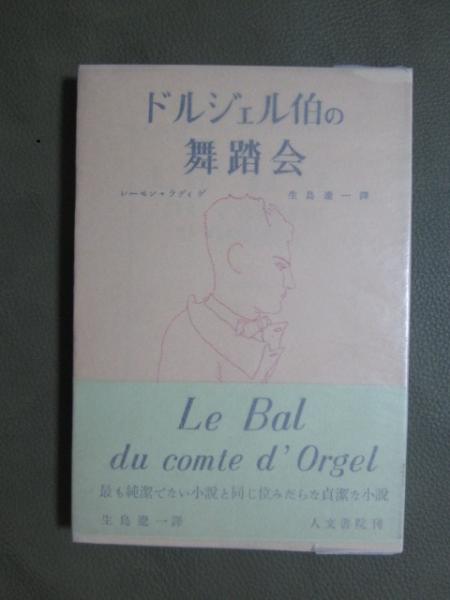 ドルジェル伯の
舞踏会
レーモン・ラディゲ　生島遼一譯
Le Bal
du comte d'Orgel
最も純潔でない小説と同じ位みだらな貞潔な小説
生島遼一譯　人文書院刊